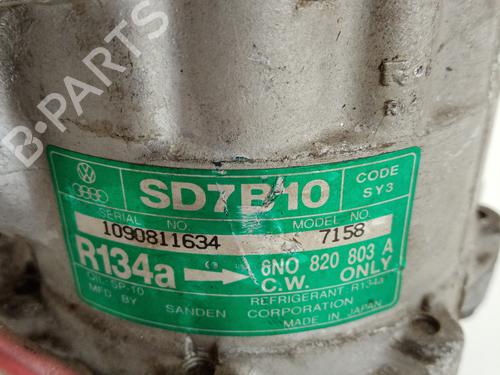 B-PARTS
SD7B10
CODE
SY3
SERIAL NO.
MODEL NO.
1090811634
7158
R134a
6N0 820 803 A
C.W. ONLY
OIL: SP-10
REFRIGERANT: R134a
MFD BY SANDEN CORPORATION
MADE IN JAPAN